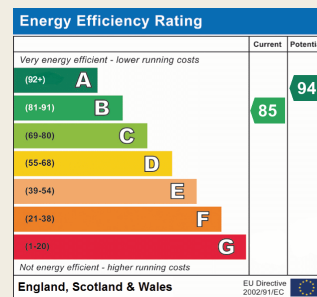 Energy Efficiency Rating
Current Potenti
Very energy efficient - lower running costs
(92+) A
94
(81-91) B
85
(69-80) C
(55-68) D
(39-54) E
(21-38) F
(1-20) G
Not energy efficient - higher running costs
England, Scotland & Wales
EU Directive
2002/91/EC